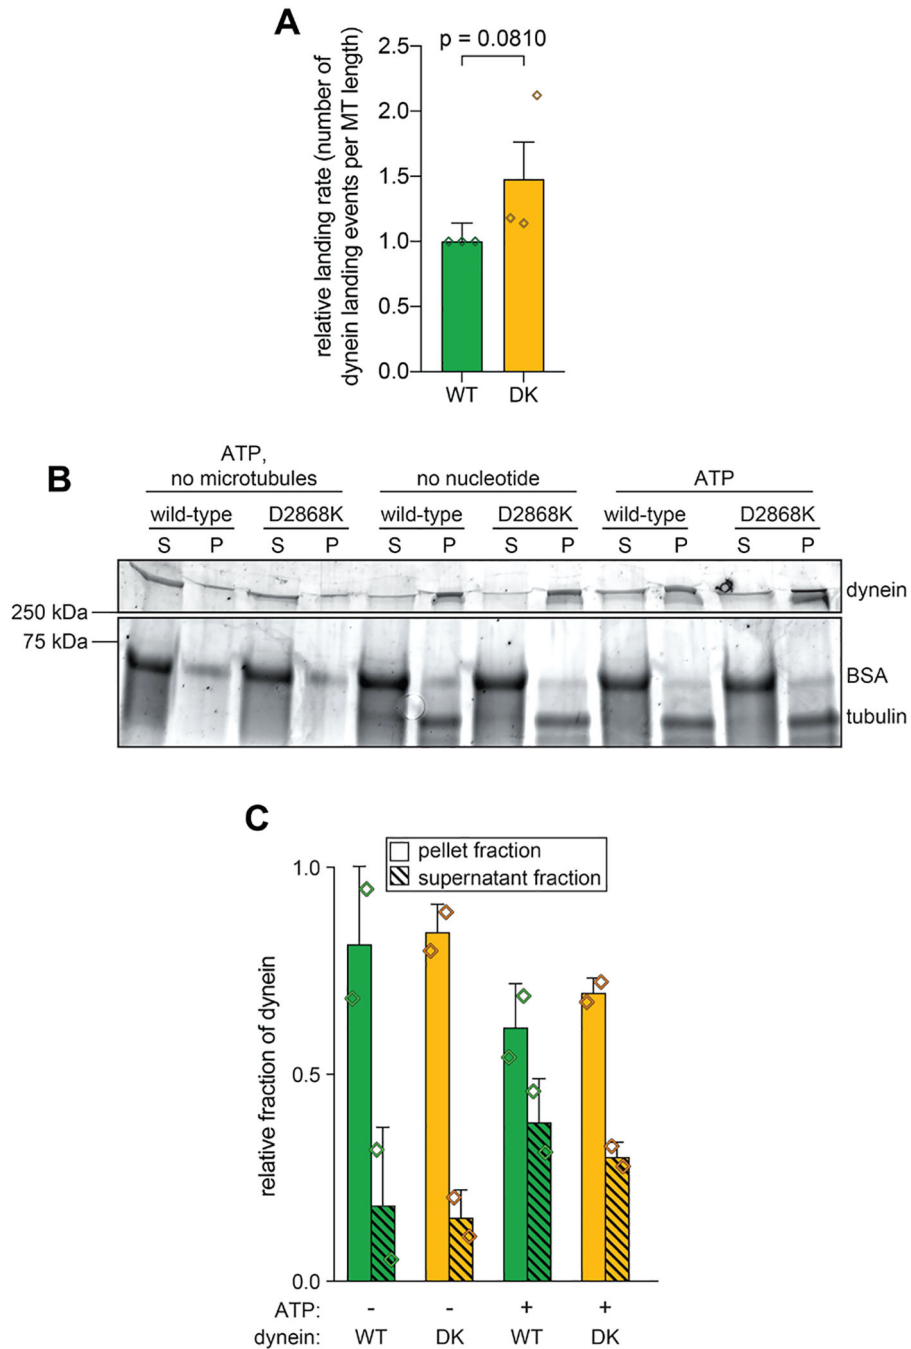 A
relative landing rate (number of
dynein landing events per MT length)
p = 0.0810
2.5
2.0
1.5
1.0
0.5
0.0
WT DK
B
ATP,
no microtubules no nucleotide ATP
wild-type D2868K wild-type D2868K wild-type D2868K
S P S P S P S P S P S P
dynein
250 kDa
75 kDa
BSA
tubulin
C
pellet fraction
supernatant fraction
relative fraction of dynein
1.0
0.5
0.0
ATP: - - + +
dynein: WT DK WT DK